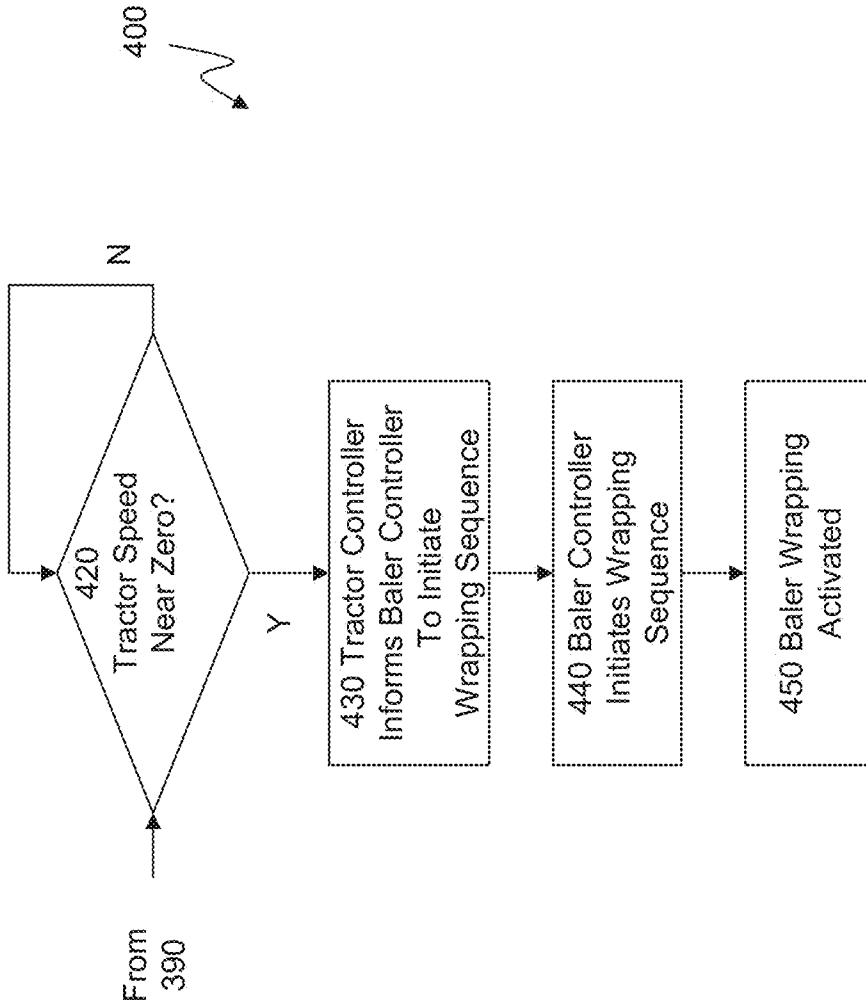 400
From
390
420
Tractor Speed
Near Zero?
N
Y
430 Tractor Controller
Informs Baler Controller
To Initiate
Wrapping Sequence
440 Baler Controller
Initiates Wrapping
Sequence
450 Baler Wrapping
Activated